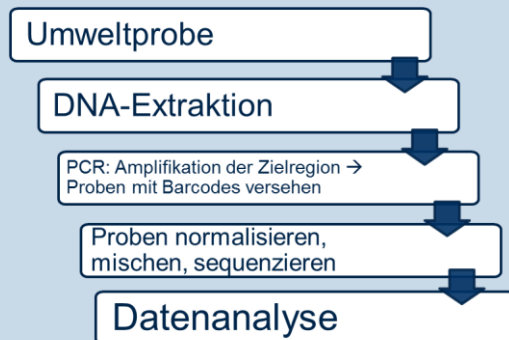 Umweltprobe
DNA-Extraktion
PCR: Amplifikation der Zielregion →
Proben mit Barcodes versehen
Proben normalisieren,
mischen, sequenzieren
Datenanalyse